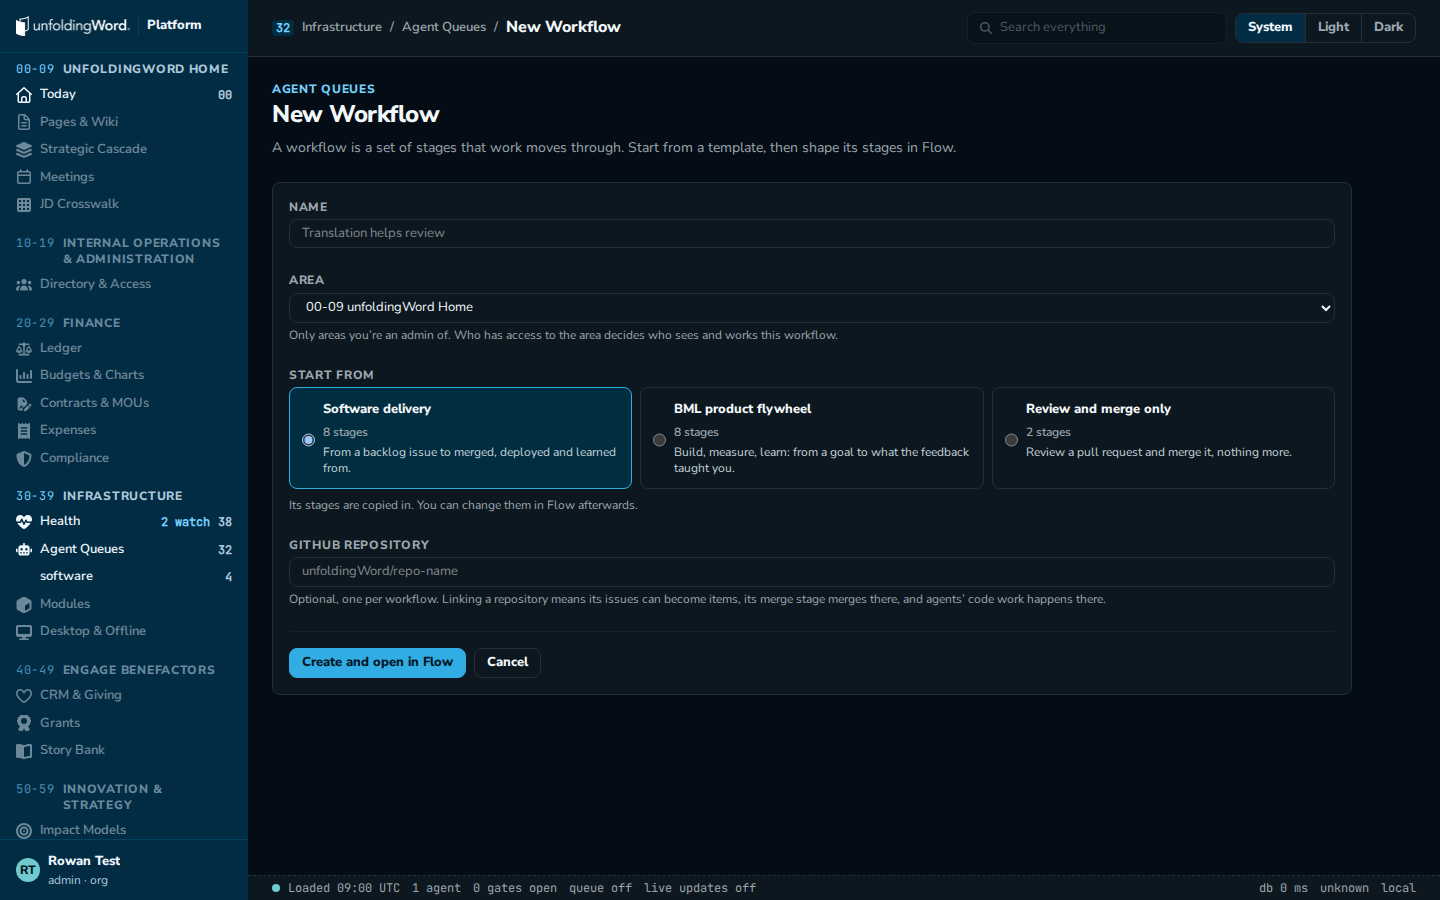 unfoldingWord Platform
00-09 UNFOLDINGWORD HOME
Today 00
Pages & Wiki
Strategic Cascade
Meetings
JD Crosswalk
10-19 INTERNAL OPERATIONS
& ADMINISTRATION
Directory & Access
20-29 FINANCE
Ledger
Budgets & Charts
Contracts & MOUs
Expenses
Compliance
30-39 INFRASTRUCTURE
Health 2 watch 38
Agent Queues 32
software 4
Modules
Desktop & Offline
40-49 ENGAGE BENEFACTORS
CRM & Giving
Grants
Story Bank
50-59 INNOVATION &
STRATEGY
Impact Models
RT Rowan Test
admin · org
32 Infrastructure / Agent Queues / New Workflow
Search everything
System Light Dark
AGENT QUEUES
New Workflow
A workflow is a set of stages that work moves through. Start from a template, then shape its stages in Flow.
NAME
Translation helps review
AREA
00-09 unfoldingWord Home
Only areas you're an admin of. Who has access to the area decides who sees and works this workflow.
START FROM
Software delivery
8 stages
From a backlog issue to merged, deployed and learned
from.
BML product flywheel
8 stages
Build, measure, learn: from a goal to what the feedback
taught you.
Review and merge only
2 stages
Review a pull request and merge it, nothing more.
Its stages are copied in. You can change them in Flow afterwards.
GITHUB REPOSITORY
unfoldingWord/repo-name
Optional, one per workflow. Linking a repository means its issues can become items, its merge stage merges there, and agents' code work happens there.
Create and open in Flow Cancel
Loaded 09:00 UTC 1 agent 0 gates open queue off live updates off
db 0 ms unknown local